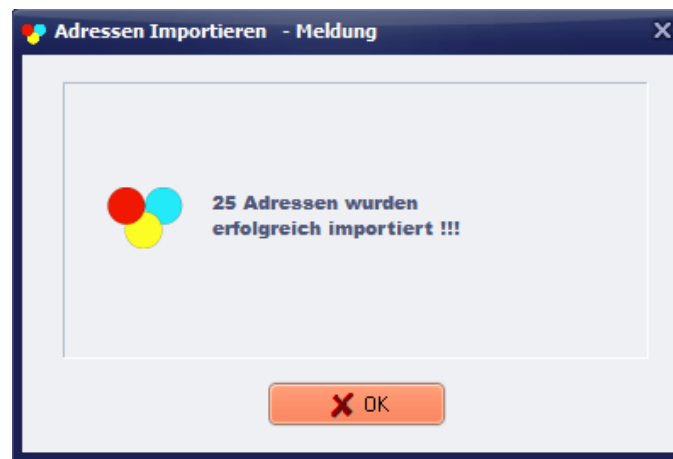 Adressen Importieren - Meldung
25 Adressen wurden
erfolgreich importiert !!!
OK